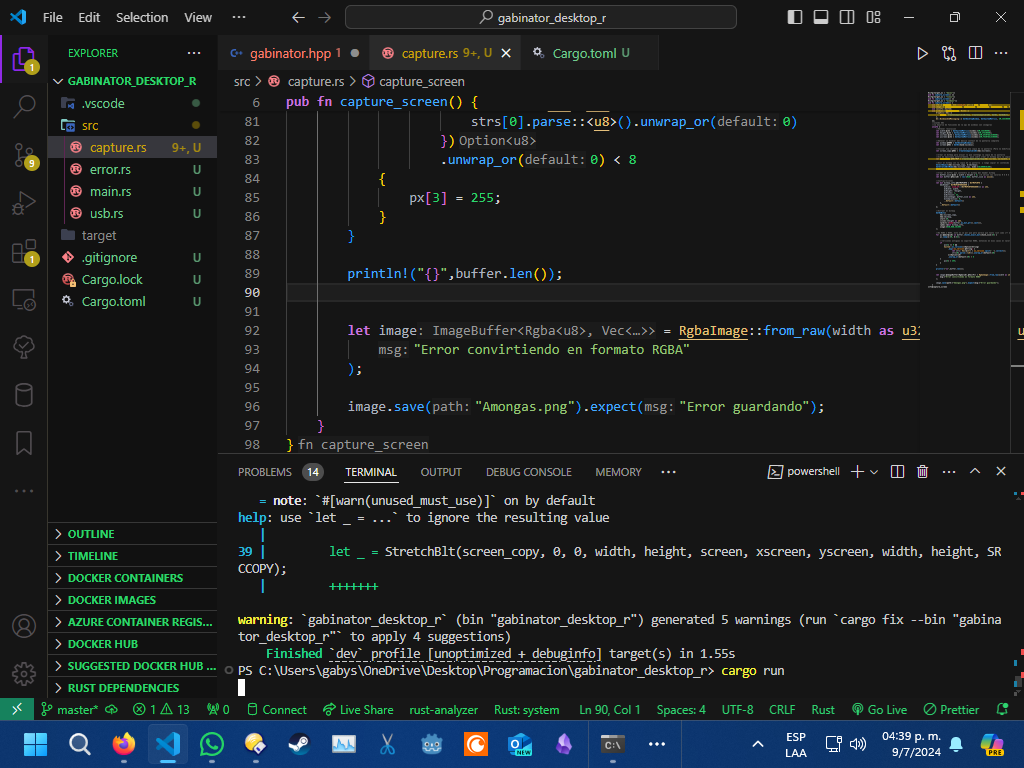 File Edit Selection View ··· gabinator_desktop_r
EXPLORER ···
GABINATOR_DESKTOP_R
.vscode
src
capture.rs 9+, U
error.rs U
main.rs U
usb.rs U
target
.gitignore U
Cargo.lock U
Cargo.toml U
OUTLINE
TIMELINE
DOCKER CONTAINERS
DOCKER IMAGES
AZURE CONTAINER REGIS...
DOCKER HUB
SUGGESTED DOCKER HUB ...
RUST DEPENDENCIES
gabinator.hpp 1 capture.rs 9+, U Cargo.toml U
src > capture.rs > capture_screen
6 pub fn capture_screen() {
81 strs[0].parse::<u8>().unwrap_or(default: 0)
82 }) Option<u8>
83 .unwrap_or(default: 0) < 8
84 {
85 px[3] = 255;
86 }
87 }
88
89 println!("{}",buffer.len());
90
91
92 let image: ImageBuffer<Rgba<u8>, Vec<…>> = RgbaImage::from_raw(width as u32
93 msg: "Error convirtiendo en formato RGBA"
94 );
95
96 image.save(path: "Amongas.png").expect(msg: "Error guardando");
97 }
98 } fn capture_screen
PROBLEMS 14 TERMINAL OUTPUT DEBUG CONSOLE MEMORY ··· powershell
= note: `#[warn(unused_must_use)]` on by default
help: use `let _ = ...` to ignore the resulting value
|
39 | let _ = StretchBlt(screen_copy, 0, 0, width, height, screen, xscreen, yscreen, width, height, SR
CCOPY);
| +++++++
warning: `gabinator_desktop_r` (bin "gabinator_desktop_r") generated 5 warnings (run `cargo fix --bin "gabina
tor_desktop_r"` to apply 4 suggestions)
Finished `dev` profile [unoptimized + debuginfo] target(s) in 1.55s
PS C:\Users\gabys\OneDrive\Desktop\Programacion\gabinator_desktop_r> cargo run
master* 1 13 0 Connect Live Share rust-analyzer Rust: system Ln 90, Col 1 Spaces: 4 UTF-8 CRLF Rust Go Live Prettier
ESP
LAA
04:39 p. m.
9/7/2024